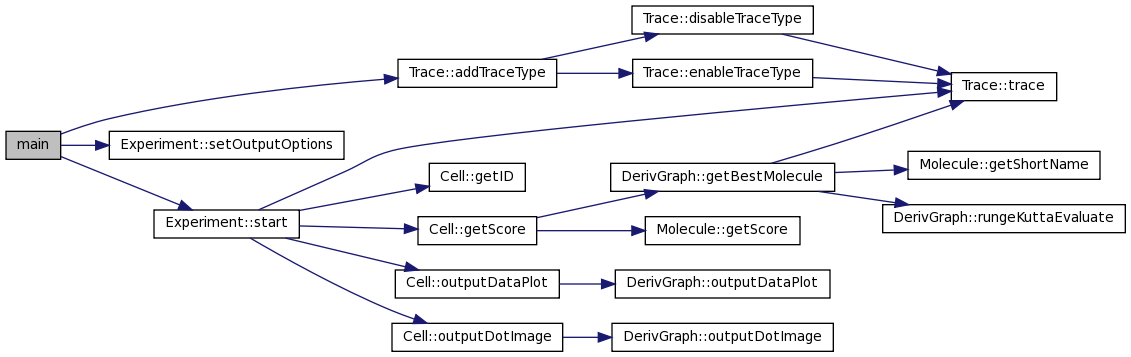 Trace::disableTraceType
Trace::addTraceType
Trace::enableTraceType
Trace::trace
main
Experiment::setOutputOptions
Cell::getID
DerivGraph::getBestMolecule
Molecule::getShortName
Experiment::start
Cell::getScore
Molecule::getScore
DerivGraph::rungeKuttaEvaluate
Cell::outputDataPlot
DerivGraph::outputDataPlot
Cell::outputDotImage
DerivGraph::outputDotImage